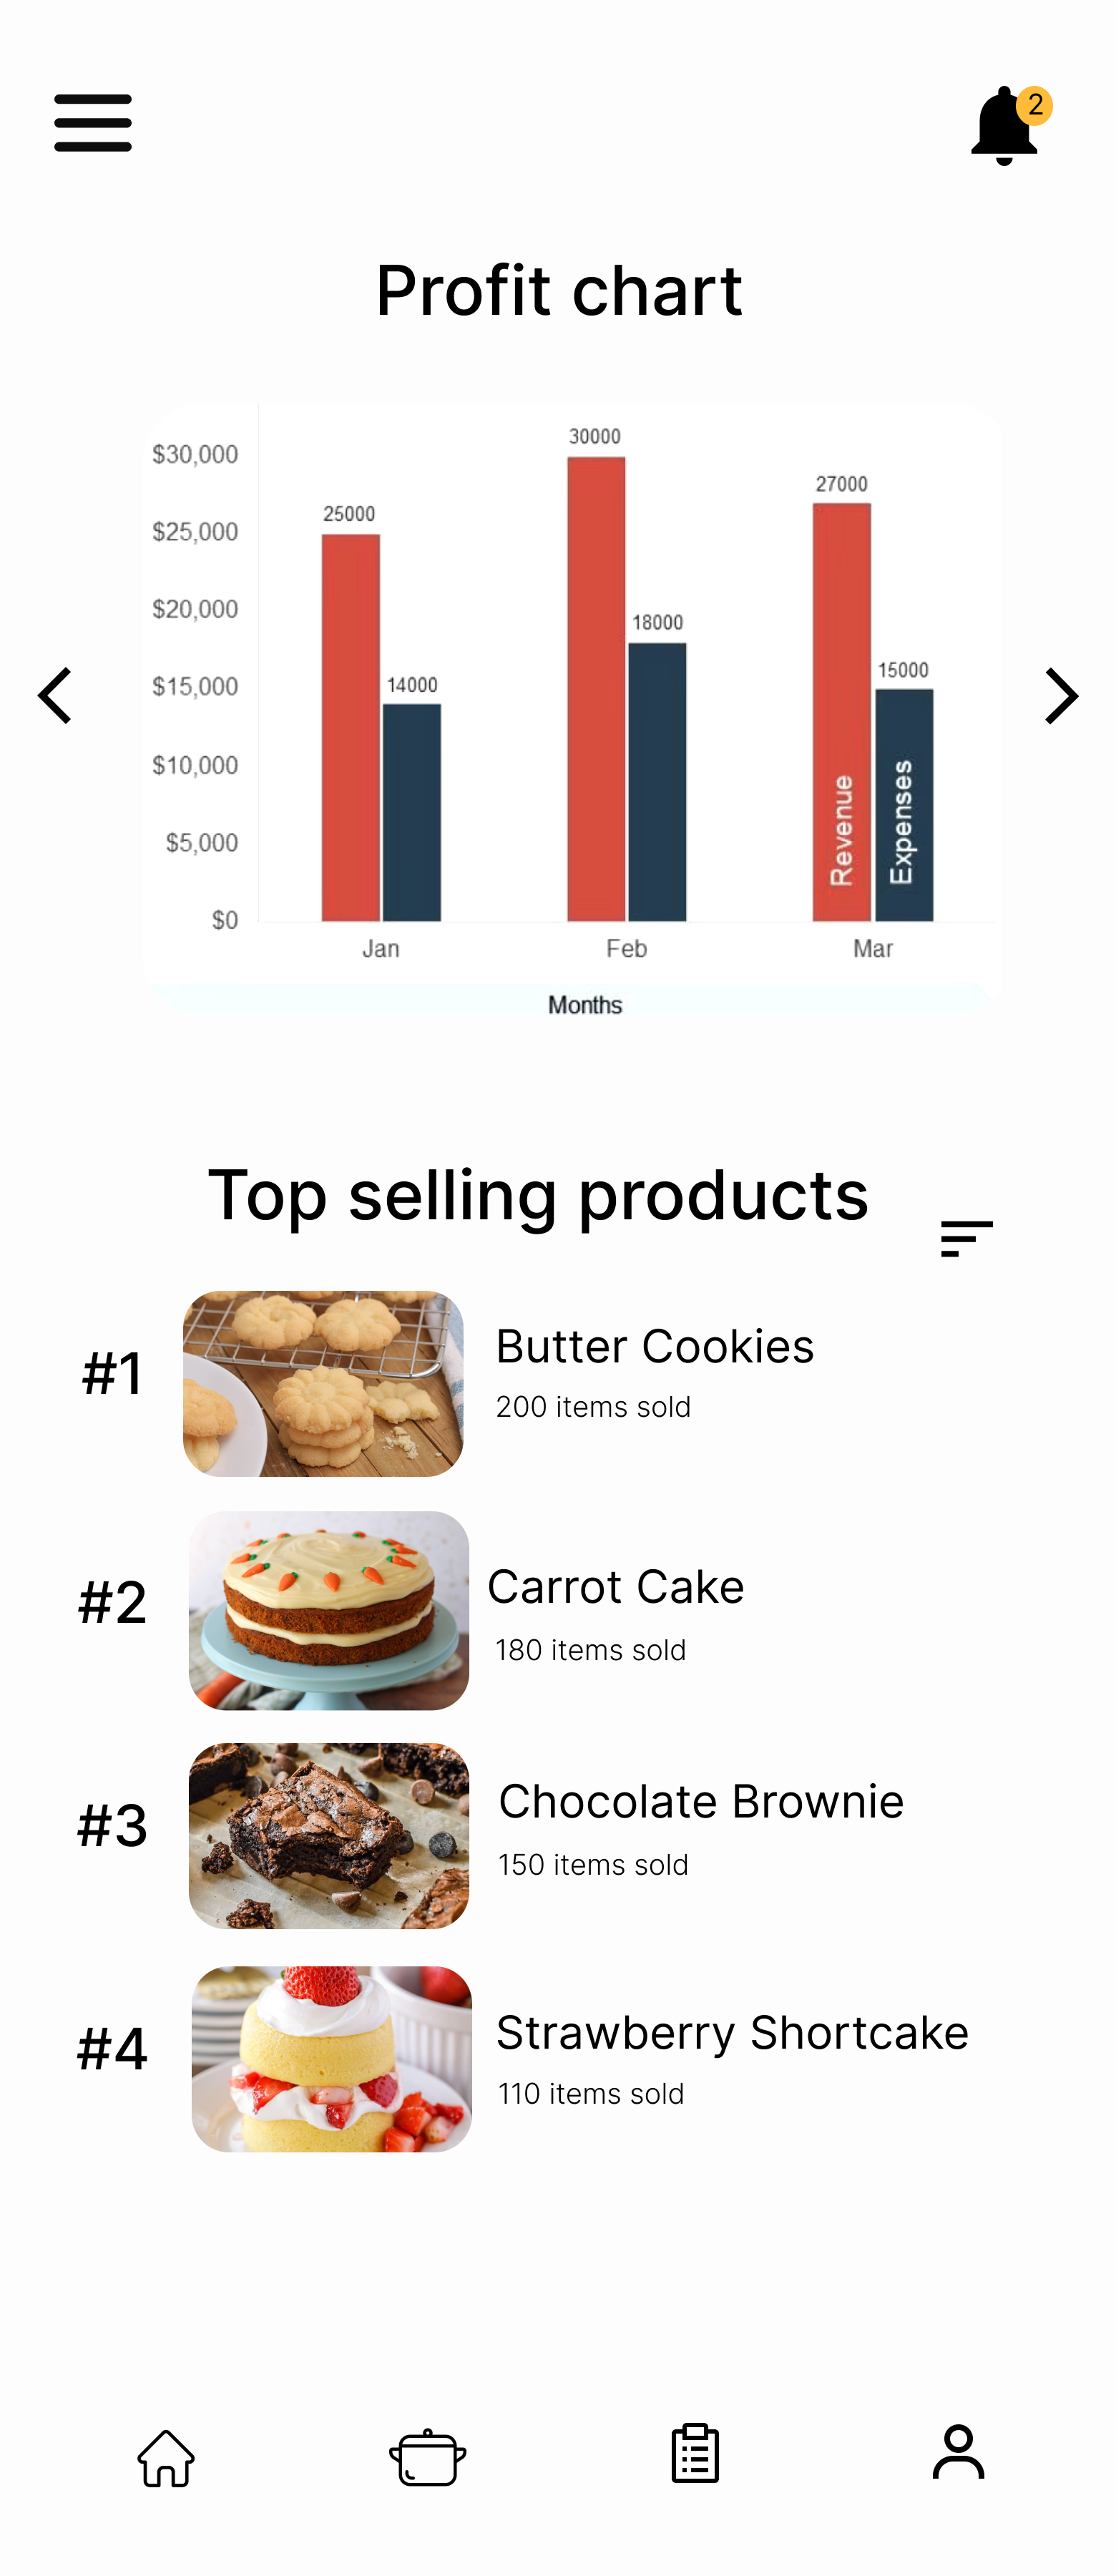 2
Profit chart
$30,000
$25,000
$20,000
$15,000
$10,000
$5,000
$0
25000
14000
30000
18000
27000
15000
Revenue
Expenses
Jan Feb Mar
Months
Top selling products
#1
Butter Cookies
200 items sold
#2
Carrot Cake
180 items sold
#3
Chocolate Brownie
150 items sold
#4
Strawberry Shortcake
110 items sold